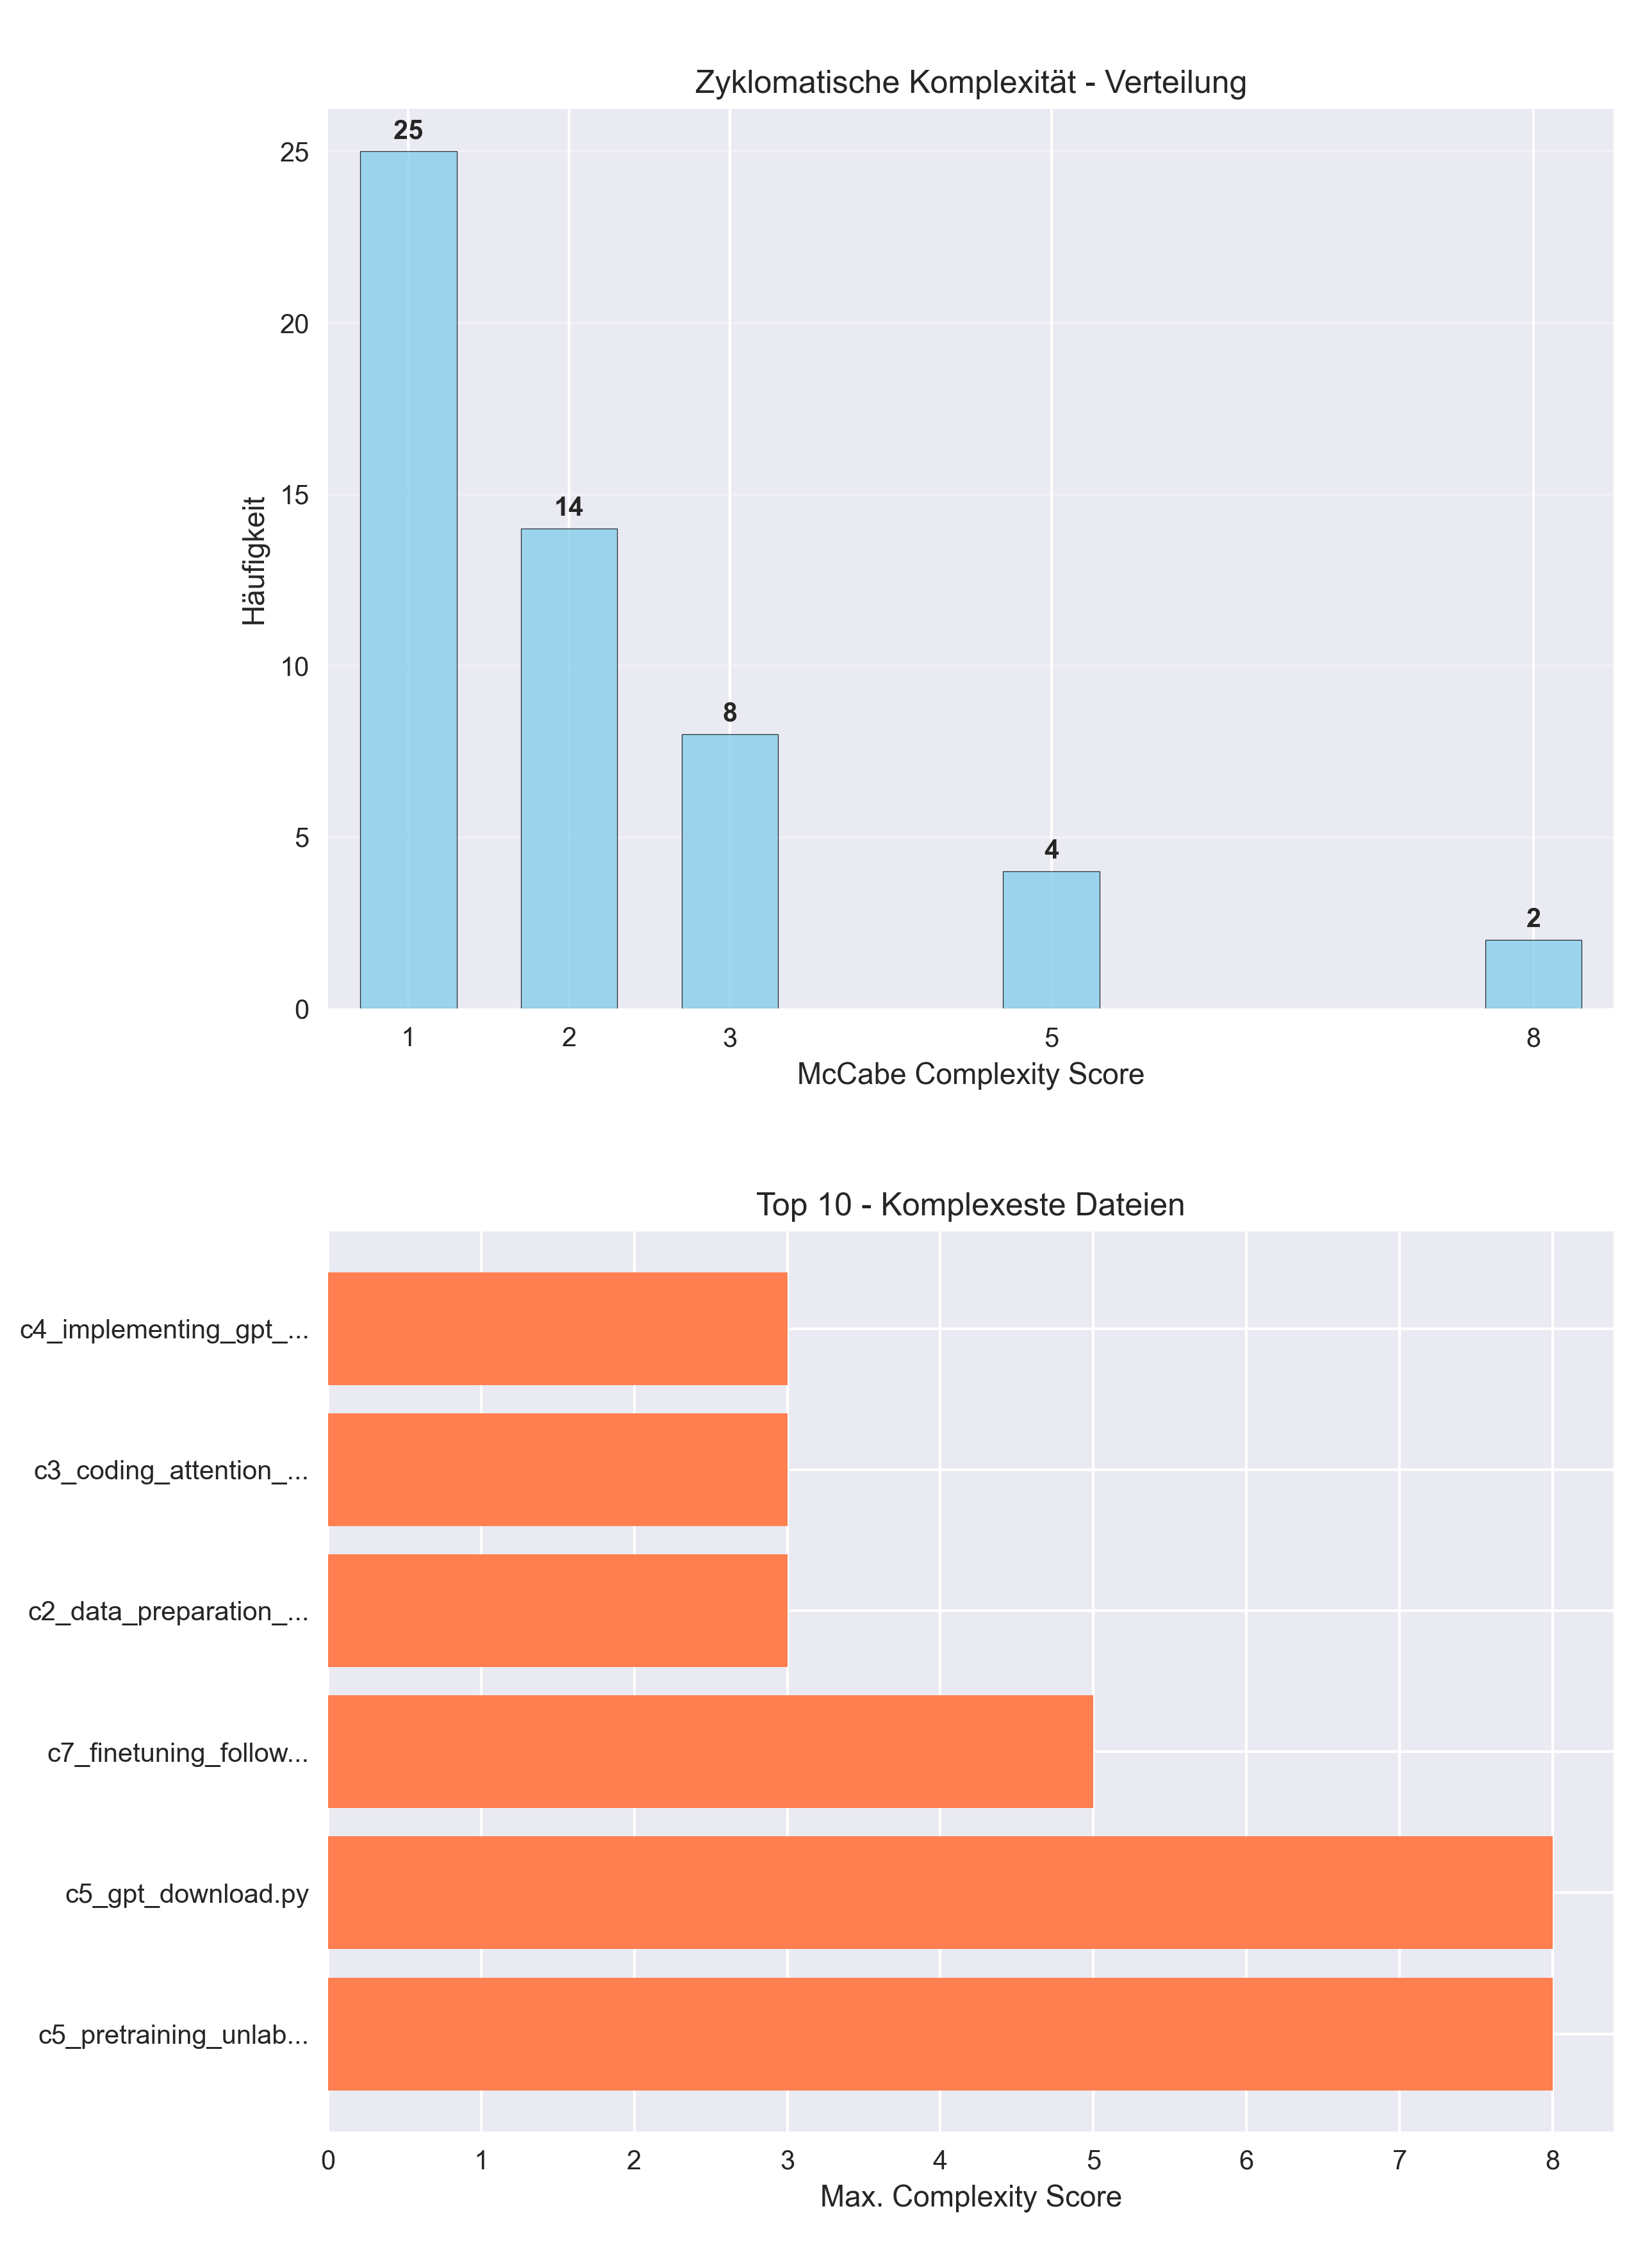 Zyklomatische Komplexität - Verteilung
25
25
20
15
14
10
8
5
4
2
0
Häufigkeit
1 2 3 5 8
McCabe Complexity Score
Top 10 - Komplexeste Dateien
c4_implementing_gpt_...
c3_coding_attention_...
c2_data_preparation_...
c7_finetuning_follow...
c5_gpt_download.py
c5_pretraining_unlab...
0 1 2 3 4 5 6 7 8
Max. Complexity Score